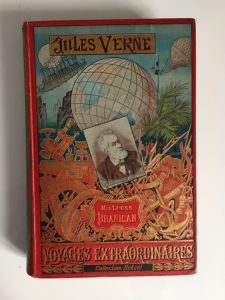 JULES VERNE
Mistress
BRANICAN
VOYAGES EXTRAORDINAIRES
Collection Hetzel